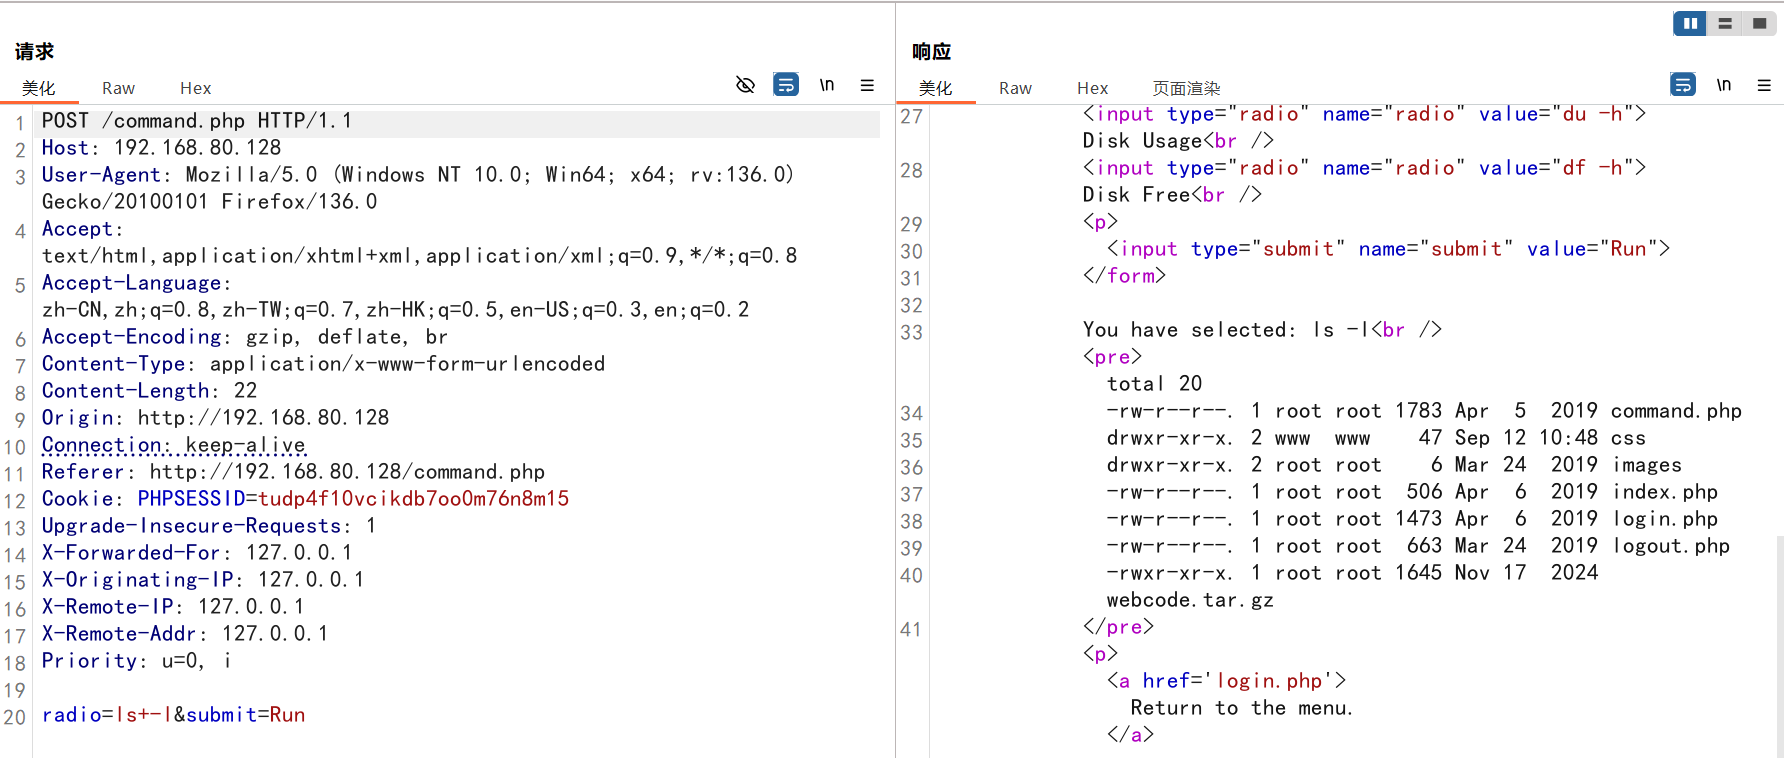 请求
美化 Raw Hex \n
1 POST /command.php HTTP/1.1
2 Host: 192.168.80.128
3 User-Agent: Mozilla/5.0 (Windows NT 10.0; Win64; x64; rv:136.0)
Gecko/20100101 Firefox/136.0
4 Accept:
text/html,application/xhtml+xml,application/xml;q=0.9,*/*;q=0.8
5 Accept-Language:
zh-CN,zh;q=0.8,zh-TW;q=0.7,zh-HK;q=0.5,en-US;q=0.3,en;q=0.2
6 Accept-Encoding: gzip, deflate, br
7 Content-Type: application/x-www-form-urlencoded
8 Content-Length: 22
9 Origin: http://192.168.80.128
10 Connection: keep-alive
11 Referer: http://192.168.80.128/command.php
12 Cookie: PHPSESSID=tudp4f10vcikdb7oo0m76n8m15
13 Upgrade-Insecure-Requests: 1
14 X-Forwarded-For: 127.0.0.1
15 X-Originating-IP: 127.0.0.1
16 X-Remote-IP: 127.0.0.1
17 X-Remote-Addr: 127.0.0.1
18 Priority: u=0, i
19
20 radio=ls+-l&submit=Run
响应
美化 Raw Hex 页面渲染 \n
27 <input type="radio" name="radio" value="du -h">
Disk Usage<br />
28 <input type="radio" name="radio" value="df -h">
Disk Free<br />
29 <p>
30 <input type="submit" name="submit" value="Run">
31 </form>
32
33 You have selected: ls -l<br />
<pre>
total 20
34 -rw-r--r--. 1 root root 1783 Apr 5 2019 command.php
35 drwxr-xr-x. 2 www www 47 Sep 12 10:48 css
36 drwxr-xr-x. 2 root root 6 Mar 24 2019 images
37 -rw-r--r--. 1 root root 506 Apr 6 2019 index.php
38 -rw-r--r--. 1 root root 1473 Apr 6 2019 login.php
39 -rw-r--r--. 1 root root 663 Mar 24 2019 logout.php
40 -rwxr-xr-x. 1 root root 1645 Nov 17 2024
webcode.tar.gz
41 </pre>
<p>
<a href='login.php'>
Return to the menu.
</a>